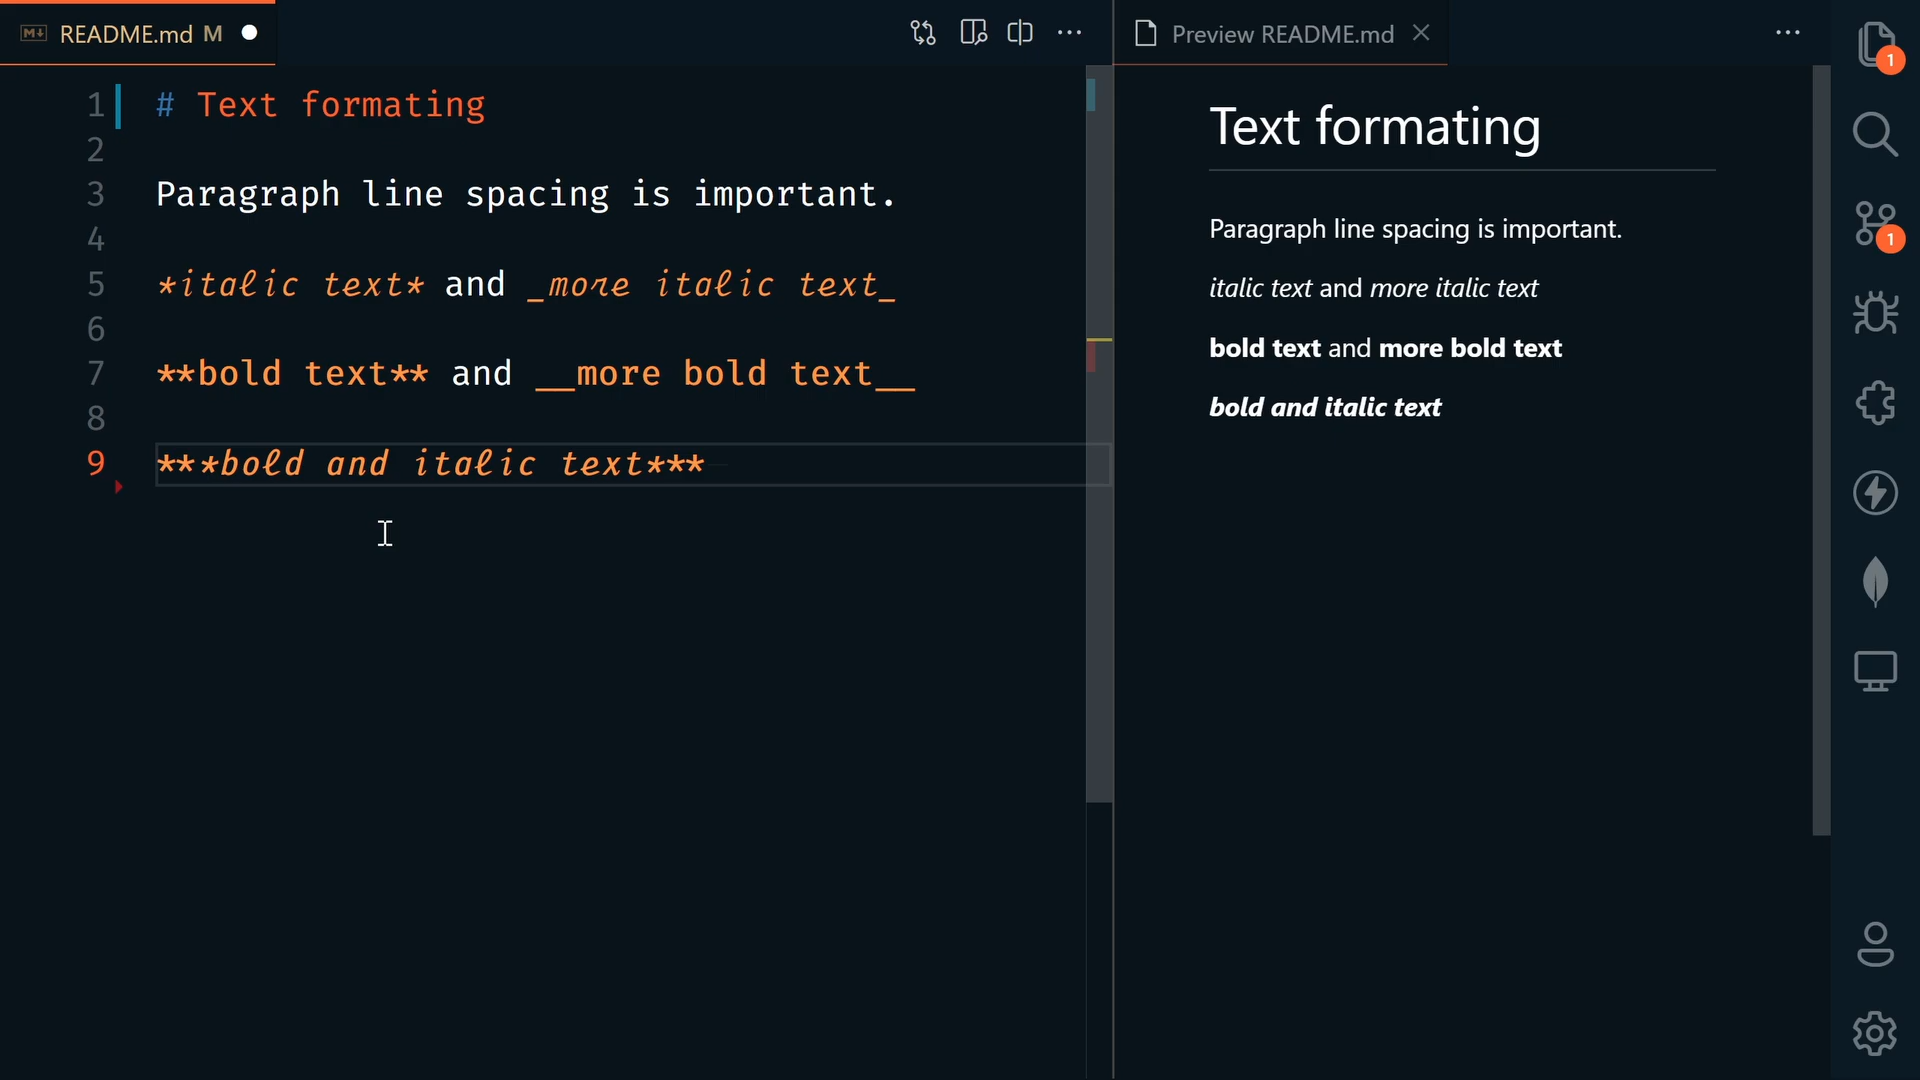 README.md M
Preview README.md
1 # Text formating
2
3 Paragraph line spacing is important.
4
5 *italic text* and _more italic text_
6
7 **bold text** and __more bold text__
8
9 ***bold and italic text***
Text formating
Paragraph line spacing is important.
italic text and more italic text
bold text and more bold text
bold and italic text
1
1